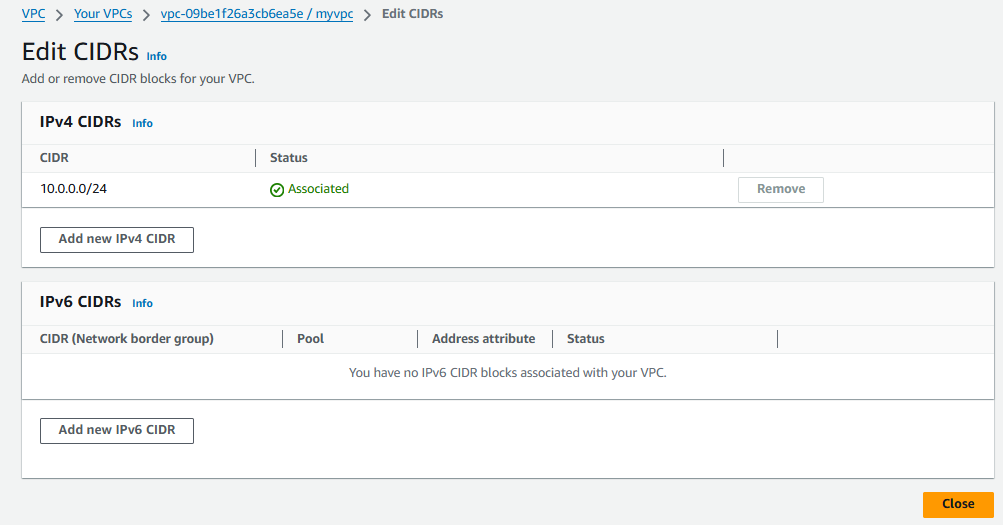 VPC > Your VPCs > vpc-09be1f26a3cb6ea5e / myvpc > Edit CIDRs
Edit CIDRs Info
Add or remove CIDR blocks for your VPC.
IPv4 CIDRs Info
CIDR Status
10.0.0.0/24 Associated Remove
Add new IPv4 CIDR
IPv6 CIDRs Info
CIDR (Network border group) Pool Address attribute Status
You have no IPv6 CIDR blocks associated with your VPC.
Add new IPv6 CIDR
Close